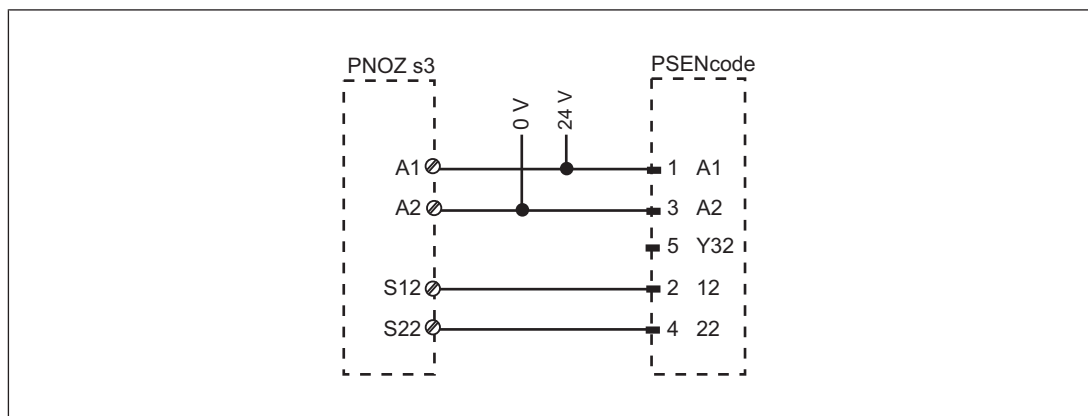 PNOZ s3
PSENcode
0 V
24 V
A1
1 A1
A2
3 A2
5 Y32
S12
2 12
S22
4 22